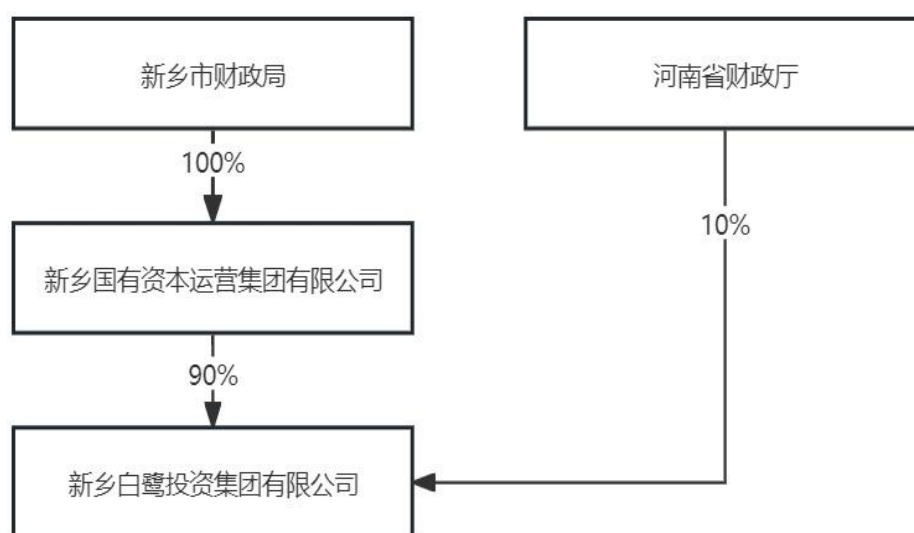 新乡市财政局
河南省财政厅
100%
10%
新乡国有资本运营集团有限公司
90%
新乡白鹭投资集团有限公司